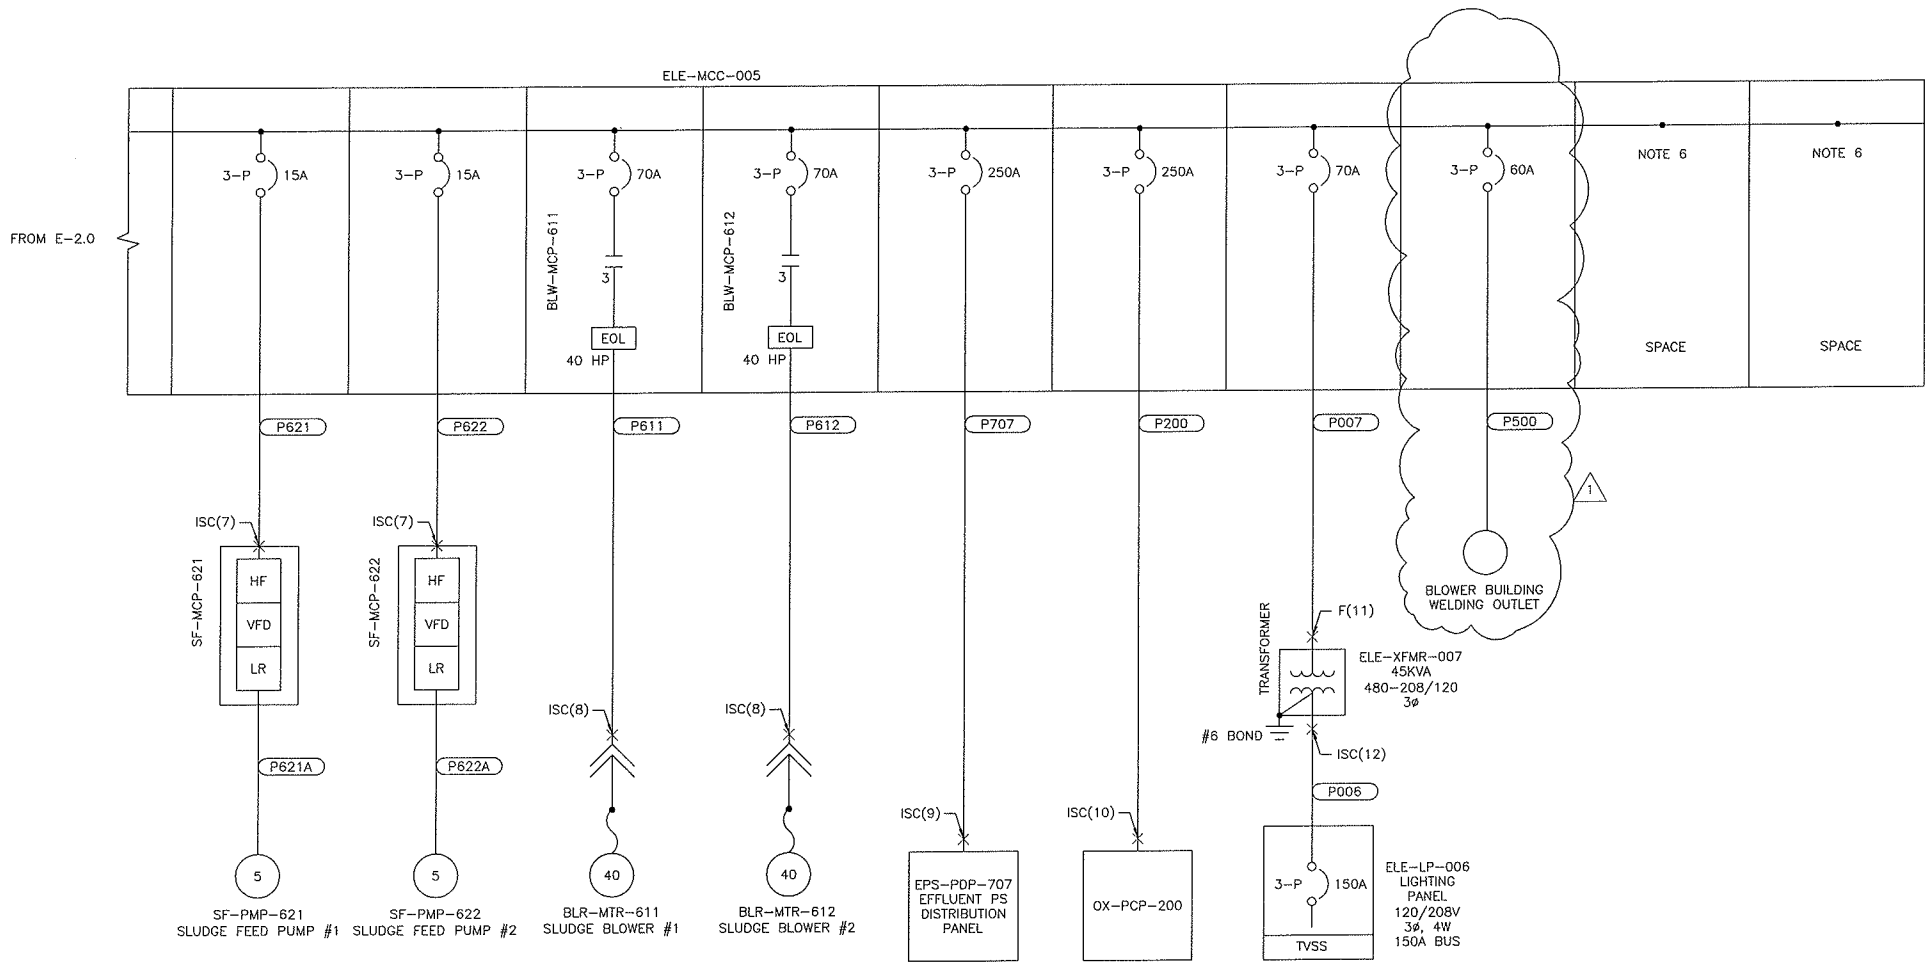 ELE-MCC-005
FROM E-2.0
3-P 15A
3-P 15A
3-P 70A
3-P 70A
3-P 250A
3-P 250A
3-P 70A
3-P 60A
NOTE 6
NOTE 6
BLW-MCP-611
BLW-MCP-612
3
3
EOL
EOL
40 HP
40 HP
SPACE
SPACE
P621
P622
P611
P612
P707
P200
P007
P500
1
ISC(7)
ISC(7)
SF-MCP-621
HF
VFD
LR
SF-MCP-622
HF
VFD
LR
BLOWER BUILDING
WELDING OUTLET
F(11)
TRANSFORMER
ELE-XFMR-007
45KVA
480-208/120
3ø
#6 BOND
ISC(12)
ISC(8)
ISC(8)
P621A
P622A
P006
ISC(9)
ISC(10)
5
5
40
40
SF-PMP-621
SLUDGE FEED PUMP #1
SF-PMP-622
SLUDGE FEED PUMP #2
BLR-MTR-611
SLUDGE BLOWER #1
BLR-MTR-612
SLUDGE BLOWER #2
EPS-PDP-707
EFFLUENT PS
DISTRIBUTION
PANEL
OX-PCP-200
3-P 150A
TVSS
ELE-LP-006
LIGHTING
PANEL
120/208V
3ø, 4W
150A BUS